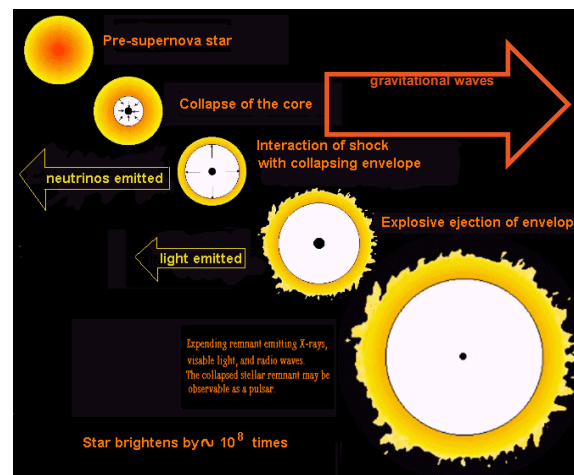 Pre-supernova star
gravitational waves
Collapse of the core
Interaction of shock
with collapsing envelope
neutrinos emitted
Explosive ejection of envelop
light emitted
Expending remnant emitting X-rays,
visable light, and radio waves.
The collapsed stellar remnant may be
observable as a pulsar.
Star brightens by ~ 10⁸ times